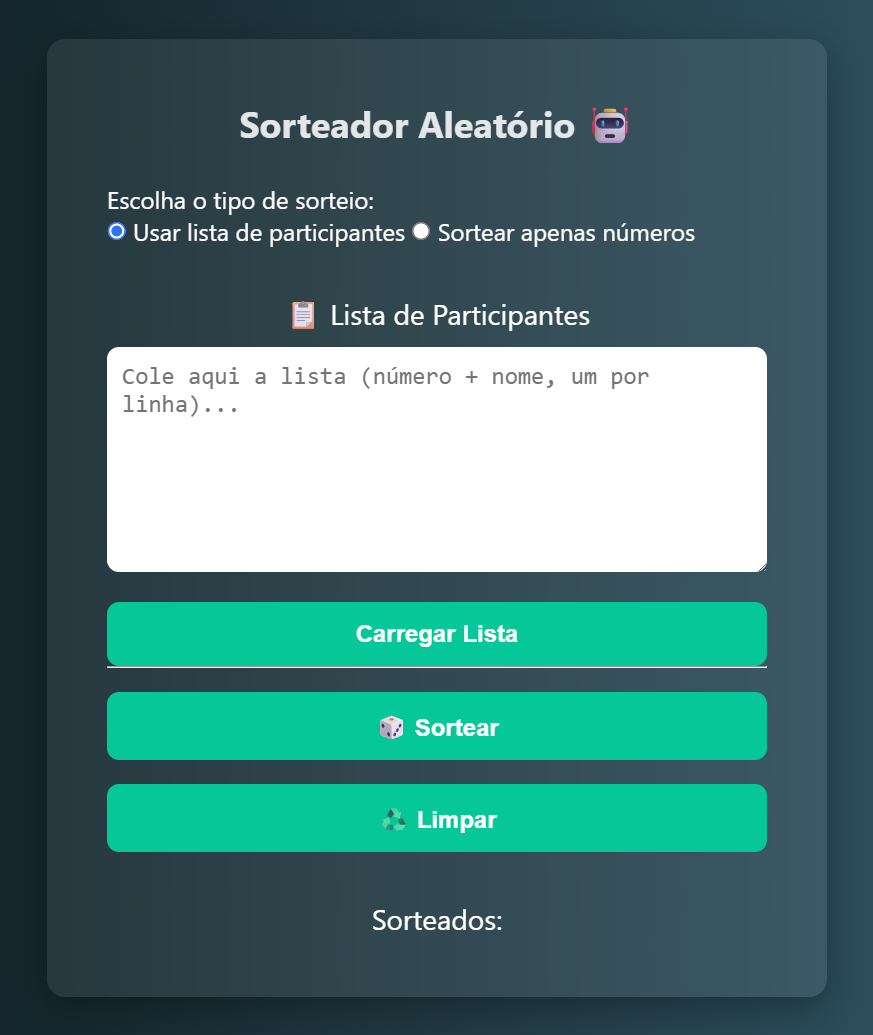 Sorteador Aleatório
Escolha o tipo de sorteio:
Usar lista de participantes Sortear apenas números
Lista de Participantes
Cole aqui a lista (número + nome, um por
linha)...
Carregar Lista
Sortear
Limpar
Sorteados: